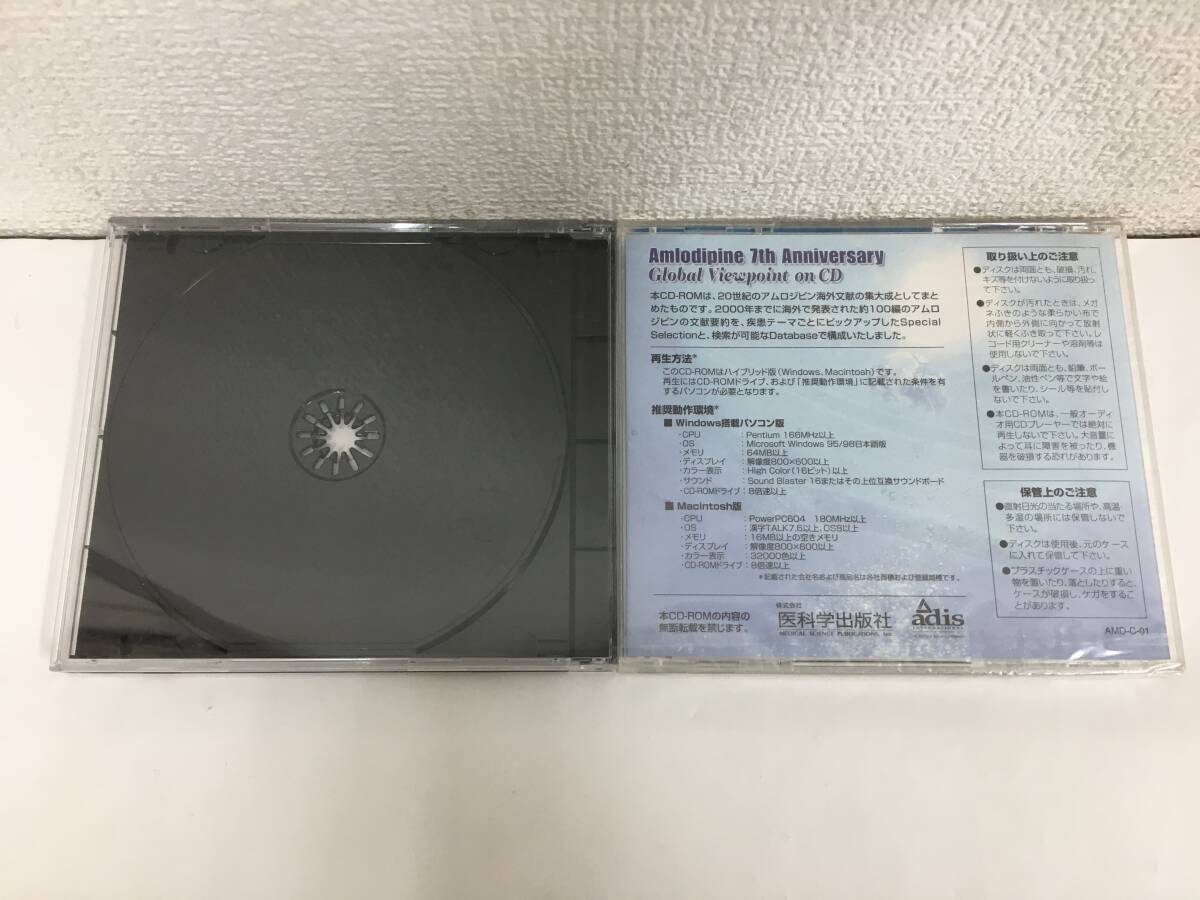 Amlodipine 7th Anniversary
Global Viewpoint on CD
本CD-ROMは、20世紀のアムロジピン海外文献の集大成としてまと
めたものです。2000年までに海外で発表された約100編のアムロ
ジピンの文献要約を、疾患テーマごとにピックアップしたSpecial
Selectionと、検索が可能なDatabaseで構成いたしました。
再生方法*
このCD-ROMはハイブリッド版(Windows、Macintosh)です。
再生にはCD-ROMドライブ、および「推奨動作環境」に記載された条件を有
するパソコンが必要となります。
推奨動作環境*
■ Windows搭載パソコン版
・CPU : Pentium 166MHz以上
・OS : Microsoft Windows 95/98日本語版
・メモリ : 64MB以上
・ディスプレイ : 解像度800×600以上
・カラー表示 : High Color(16ビット)以上
・サウンド : Sound Blaster 16またはその上位互換サウンドボード
・CD-ROMドライブ : 8倍速以上
■ Macintosh版
・CPU : PowerPC604 180MHz以上
・OS : 漢字TALK7.6以上、OS8以上
・メモリ : 16MB以上の空きメモリ
・ディスプレイ : 解像度800×600以上
・カラー表示 : 32000色以上
・CD-ROMドライブ : 8倍速以上
*記載された会社名および商品名は各社商標および登録商標です。
本CD-ROMの内容の
無断転載を禁じます。
株式会社
医科学出版社
MEDICAL SCIENCE PUBLICATIONS, Inc.
adis
INTERNATIONAL
取り扱い上のご注意
●ディスクは両面とも、破損、汚れ、
キズ等を付けないように取り扱っ
て下さい。
●ディスクが汚れたときは、メガ
ネふきのような柔らかい布で
内側から外側に向かって放射
状に軽くふき取って下さい。レ
コード用クリーナーや溶剤等は
使用しないで下さい。
●ディスクは両面とも、鉛筆、ボー
ルペン、油性ペン等で文字や絵
を書いたり、シール等を貼付し
ないで下さい。
●本CD-ROMは、一般オーディ
オ用CDプレーヤーでは絶対に
再生しないで下さい。大音量に
よって耳に障害を被ったり、機
器を破損する恐れがあります。
保管上のご注意
●直射日光の当たる場所や、高温・
多湿の場所には保管しないで
下さい。
●ディスクは使用後、元のケース
に入れて保管して下さい。
●プラスチックケースの上に重い
物を置いたり、落としたりすると、
ケースが破損し、ケガをするこ
とがあります。
AMD-C-01